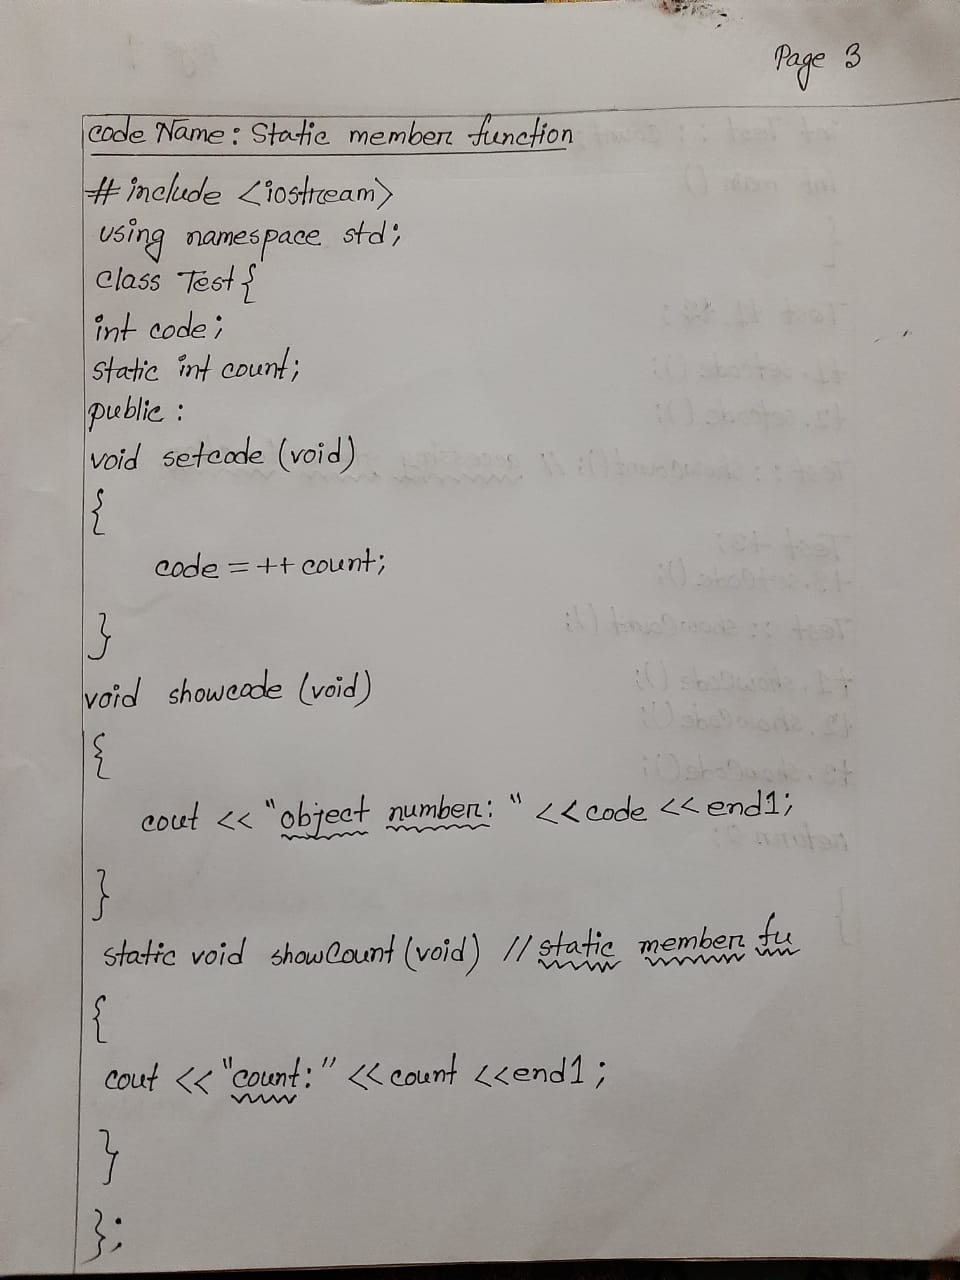 Page 3
code Name: Static member function
#include <iostream>
using namespace std;
class Test{
int code;
static int count;
public:
void setcode (void)
{
code = ++ count;
}
void showcode (void)
{
cout << "object number: " << code << end1;
}
static void showCount (void) // static member fu
{
cout << "count:" << count << end1;
}
};